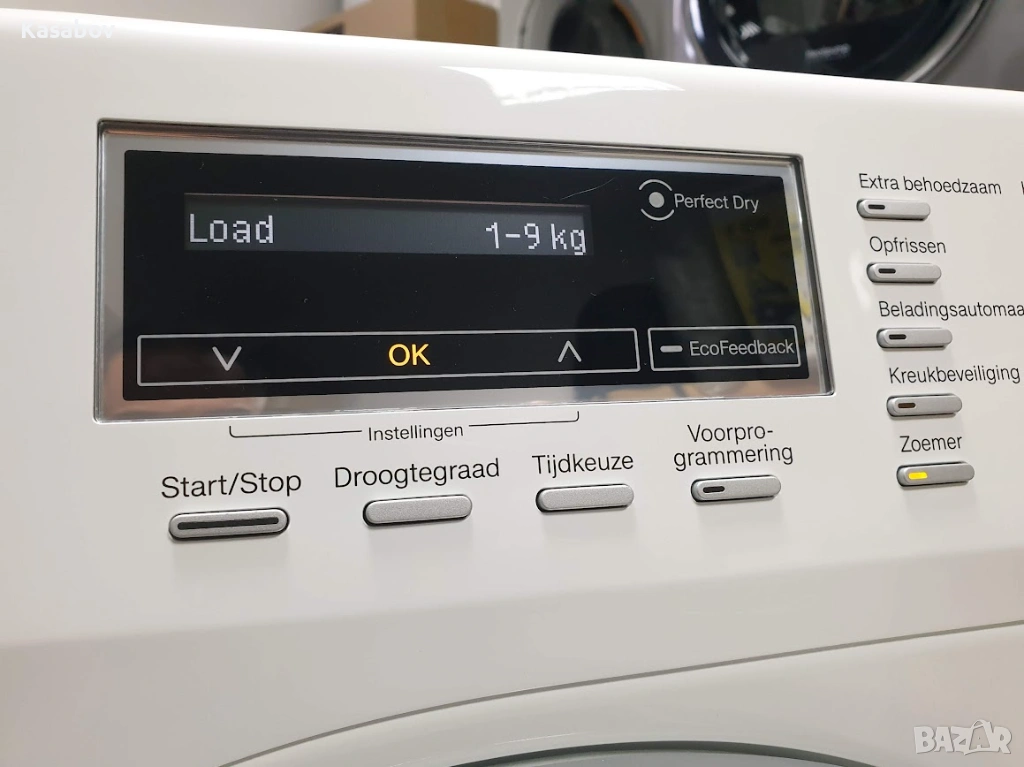 Kasabov
Load 1-9 kg
Perfect Dry
OK
EcoFeedback
Instellingen
Start/Stop
Droogtegraad
Tijdkeuze
Voorpro-
grammering
Extra behoedzaam
Opfrissen
Beladingsautomaa
Kreukbeveiliging
Zoemer
BAZAR